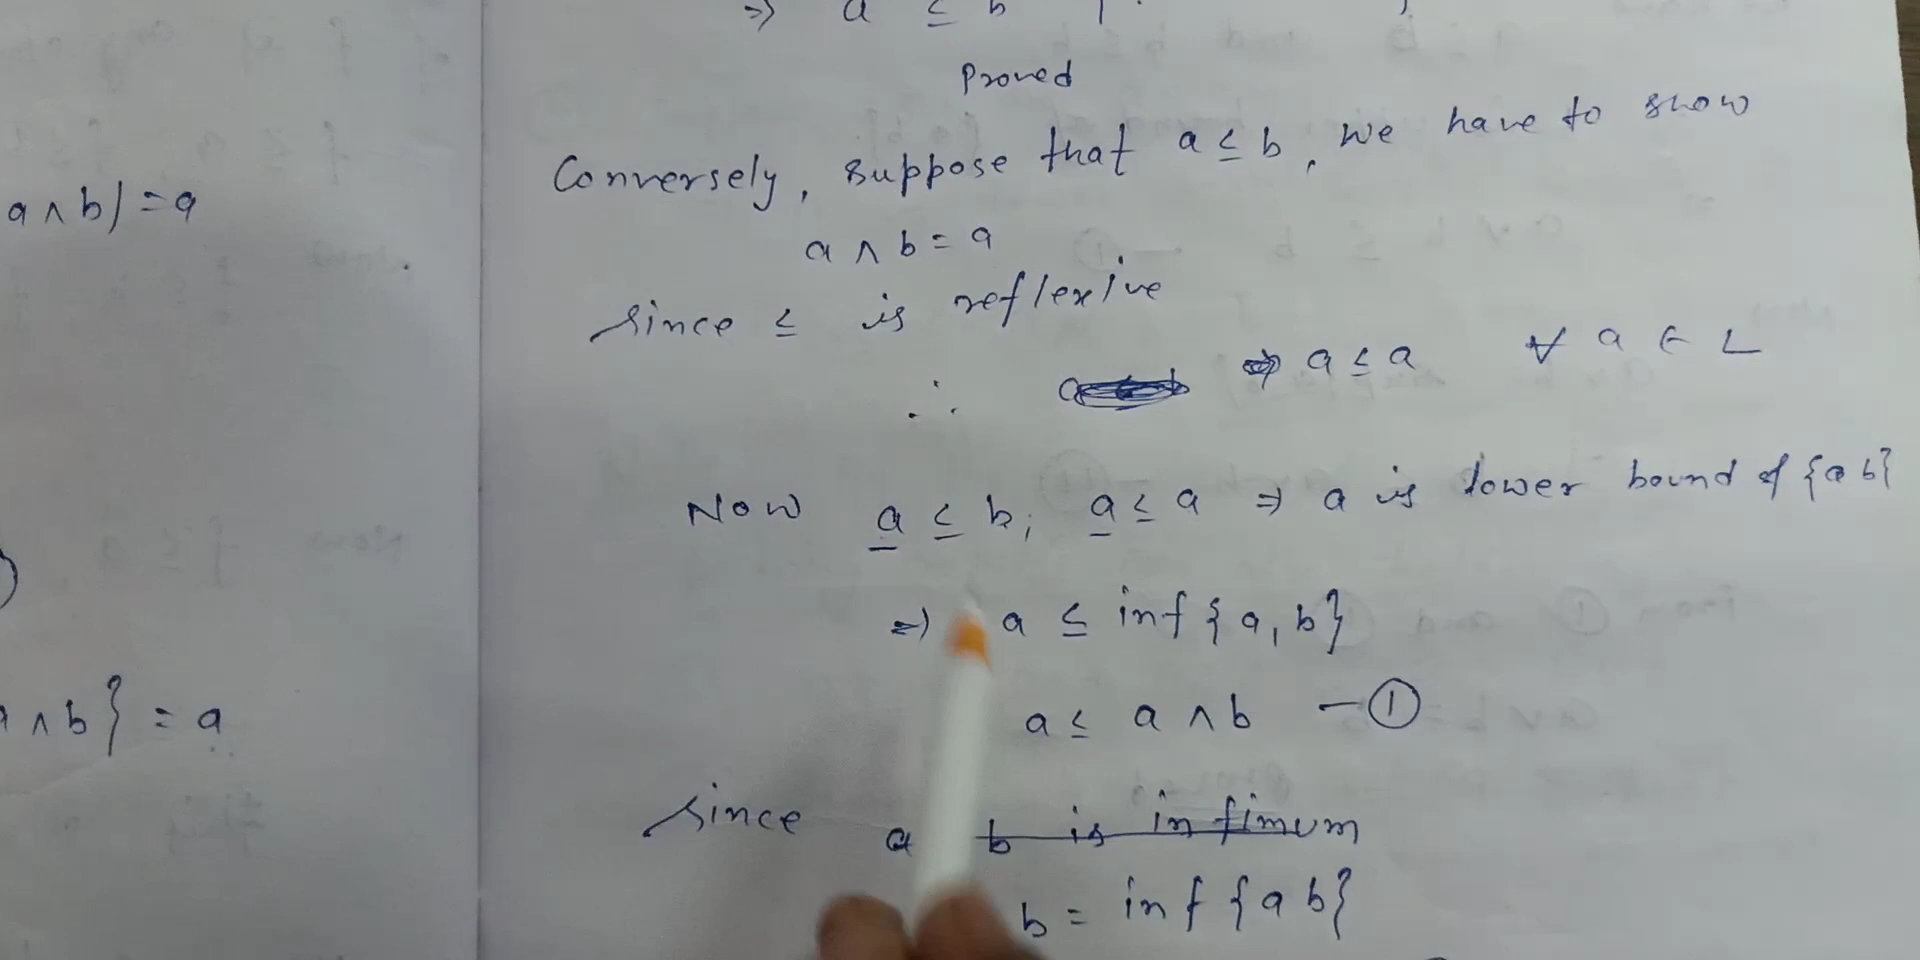 ⇒ a ≤ b
Proved
Conversely, suppose that a ≤ b, we have to show
a ∧ b = a
Since ≤ is reflexive
∴ a ≤ a ∀ a ∈ L
Now a ≤ b, a ≤ a ⇒ a is lower bound of {a b}
⇒ a ≤ inf {a, b}
a ≤ a ∧ b — ①
Since a b is infimum
b = inf {a b}
a ∧ b) = a
∧ b} = a